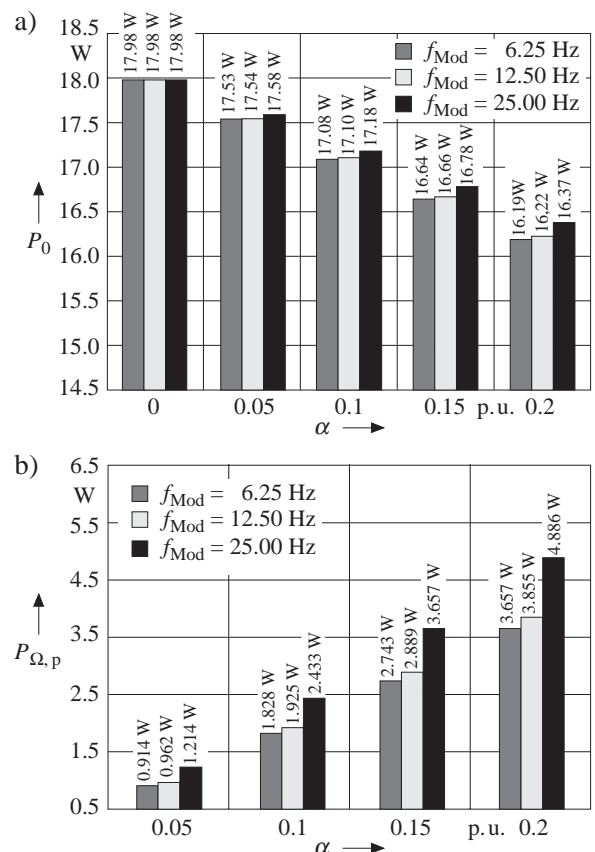 a)
18.5
W
18.0
17.5
17.0
16.5
16.0
15.5
15.0
14.5
P0
17.98 W 17.98 W 17.98 W
17.53 W 17.54 W 17.58 W
17.08 W 17.10 W 17.18 W
16.64 W 16.66 W 16.78 W
16.19W 16,22 W 16.37 W
fMod = 6.25 Hz
fMod = 12.50 Hz
fMod = 25.00 Hz
0 0.05 0.1 0.15 p.u. 0.2
α
b)
6.5
W
5.5
4.5
3.5
2.5
1.5
0.5
PΩ, p
fMod = 6.25 Hz
fMod = 12.50 Hz
fMod = 25.00 Hz
0.914 W 0.962 W 1.214 W
1.828 W 1.925 W 2.433 W
2.743 W 2.889 W 3.657 W
3.657 W 3.855 W 4.886 W
0.05 0.1 0.15 p.u. 0.2
α